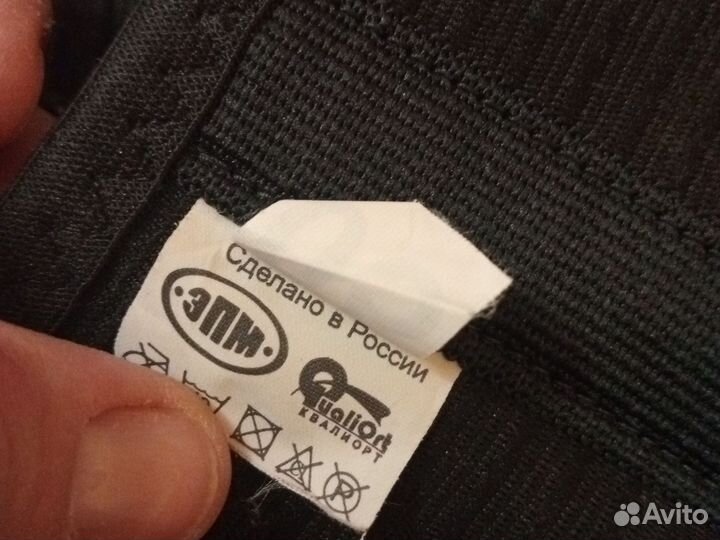 Сделано в России
·ЭПМ·
QualiOrt
КВАЛИОРТ
P
Avito